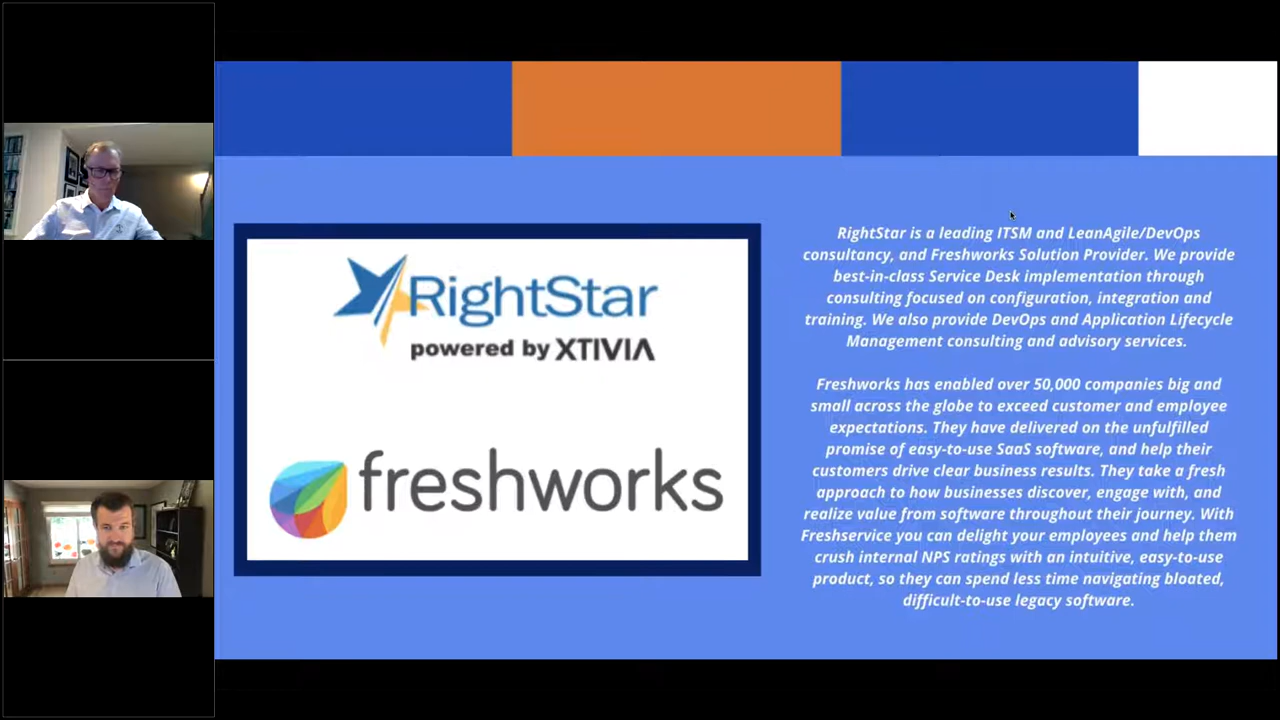 RightStar
powered by XTIVIA
freshworks
RightStar is a leading ITSM and LeanAgile/DevOps
consultancy, and Freshworks Solution Provider. We provide
best-in-class Service Desk implementation through
consulting focused on configuration, integration and
training. We also provide DevOps and Application Lifecycle
Management consulting and advisory services.
Freshworks has enabled over 50,000 companies big and
small across the globe to exceed customer and employee
expectations. They have delivered on the unfulfilled
promise of easy-to-use SaaS software, and help their
customers drive clear business results. They take a fresh
approach to how businesses discover, engage with, and
realize value from software throughout their journey. With
Freshservice you can delight your employees and help them
crush internal NPS ratings with an intuitive, easy-to-use
product, so they can spend less time navigating bloated,
difficult-to-use legacy software.